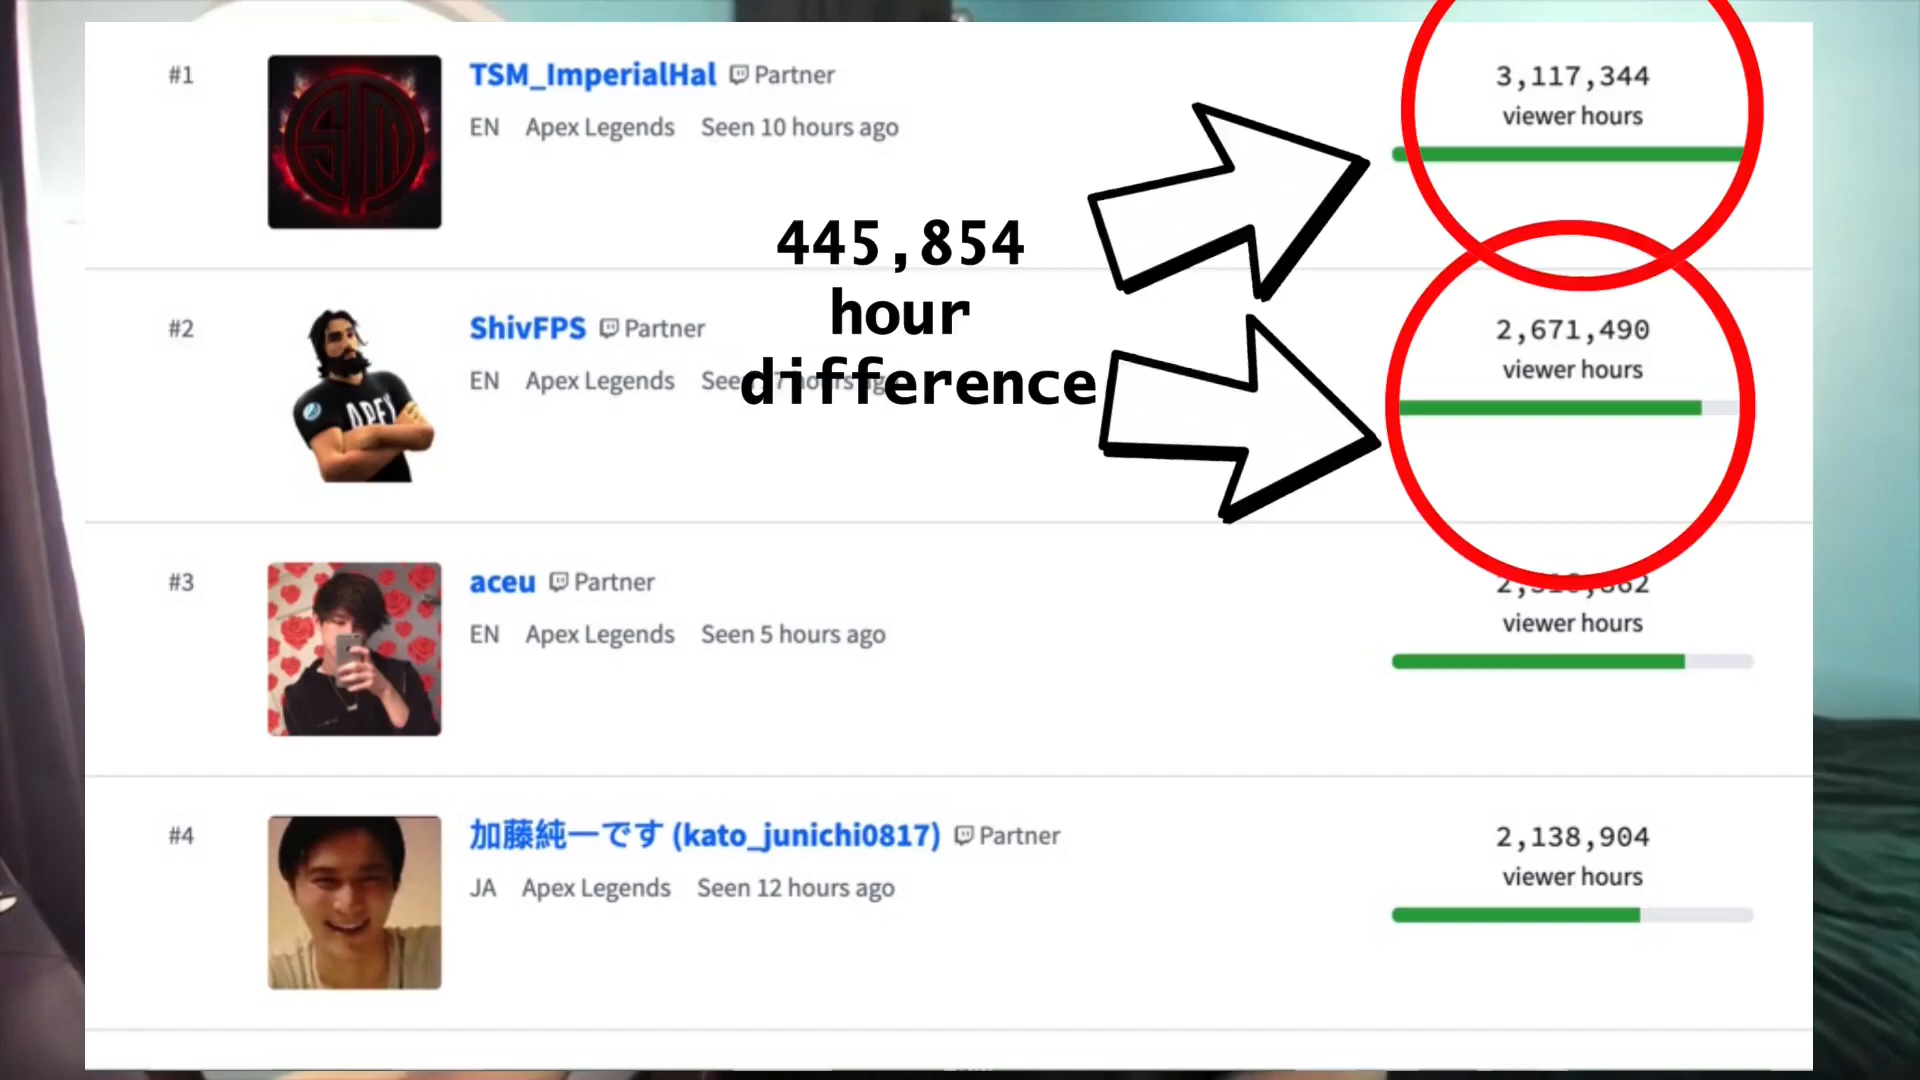 #1
TSM_ImperialHal Partner
EN Apex Legends Seen 10 hours ago
3,117,344
viewer hours
445,854
hour
difference
#2
ShivFPS Partner
EN Apex Legends
2,671,490
viewer hours
APEX
#3
aceu Partner
EN Apex Legends Seen 5 hours ago
viewer hours
#4
加藤純一です (kato_junichi0817) Partner
JA Apex Legends Seen 12 hours ago
2,138,904
viewer hours